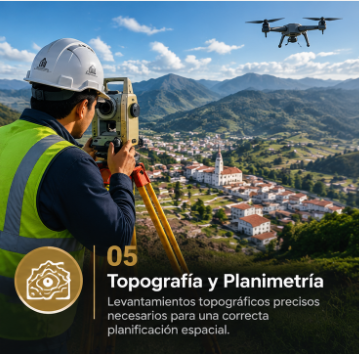 05
Topografía y Planimetría
Levantamientos topográficos precisos
necesarios para una correcta
planificación espacial.